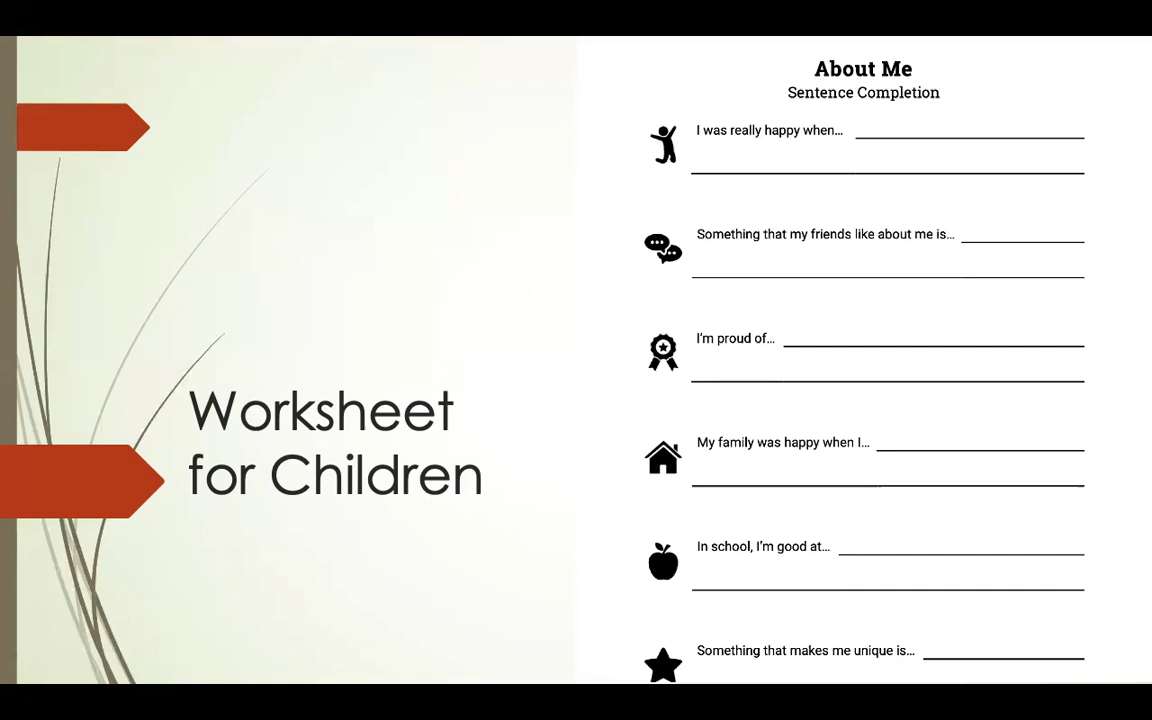 Worksheet
for Children
About Me
Sentence Completion
I was really happy when...
Something that my friends like about me is...
I'm proud of...
My family was happy when I...
In school, I'm good at...
Something that makes me unique is...